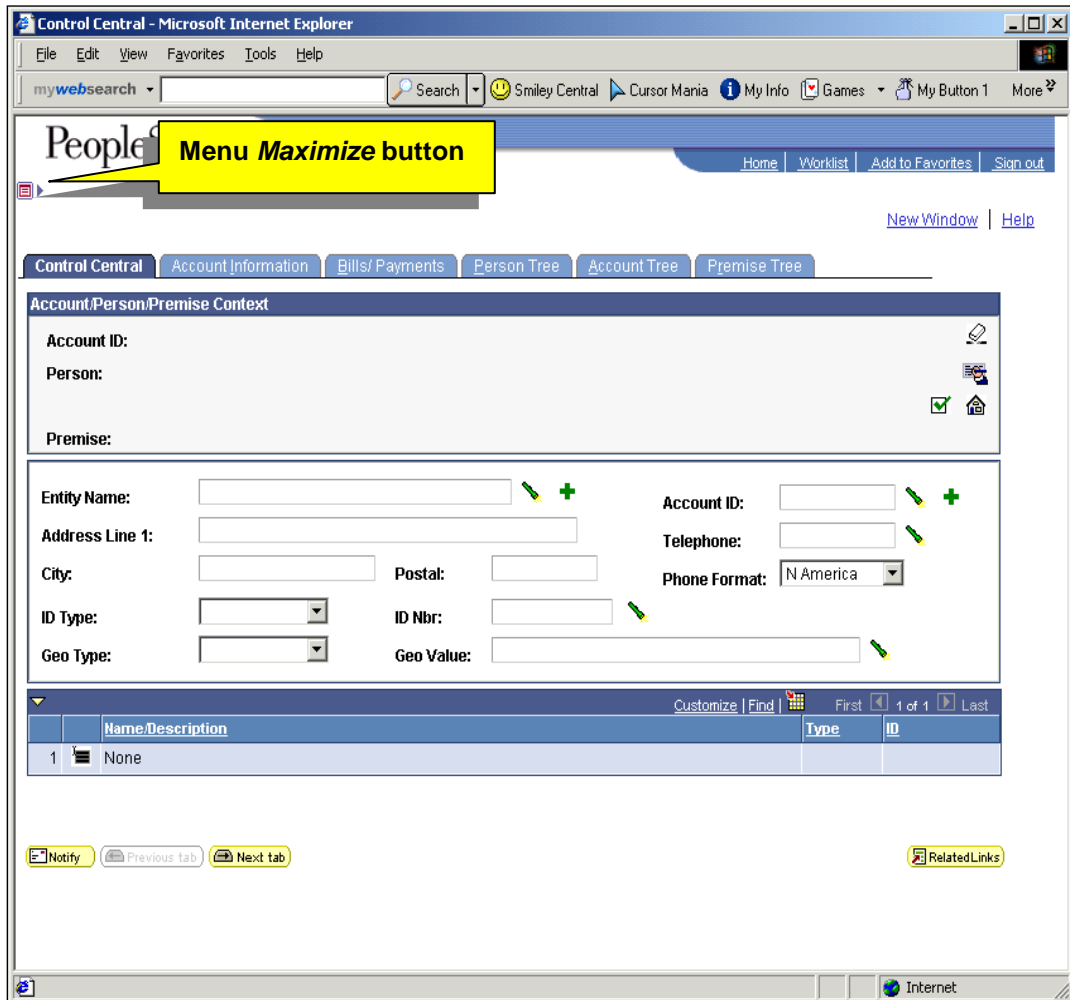 Control Central - Microsoft Internet Explorer
File Edit View Favorites Tools Help
mywebsearch Search Smiley Central Cursor Mania My Info Games My Button 1 More
Menu Maximize button
Home Worklist Add to Favorites Sign out
New Window Help
Control Central Account Information Bills/ Payments Person Tree Account Tree Premise Tree
Account/Person/Premise Context
Account ID:
Person:
Premise:
Entity Name: Account ID:
Address Line 1: Telephone:
City: Postal: Phone Format: N America
ID Type: ID Nbr:
Geo Type: Geo Value:
Customize | Find | First 1 of 1 Last
Name/Description Type ID
1 None
Notify Previous tab Next tab RelatedLinks
Internet